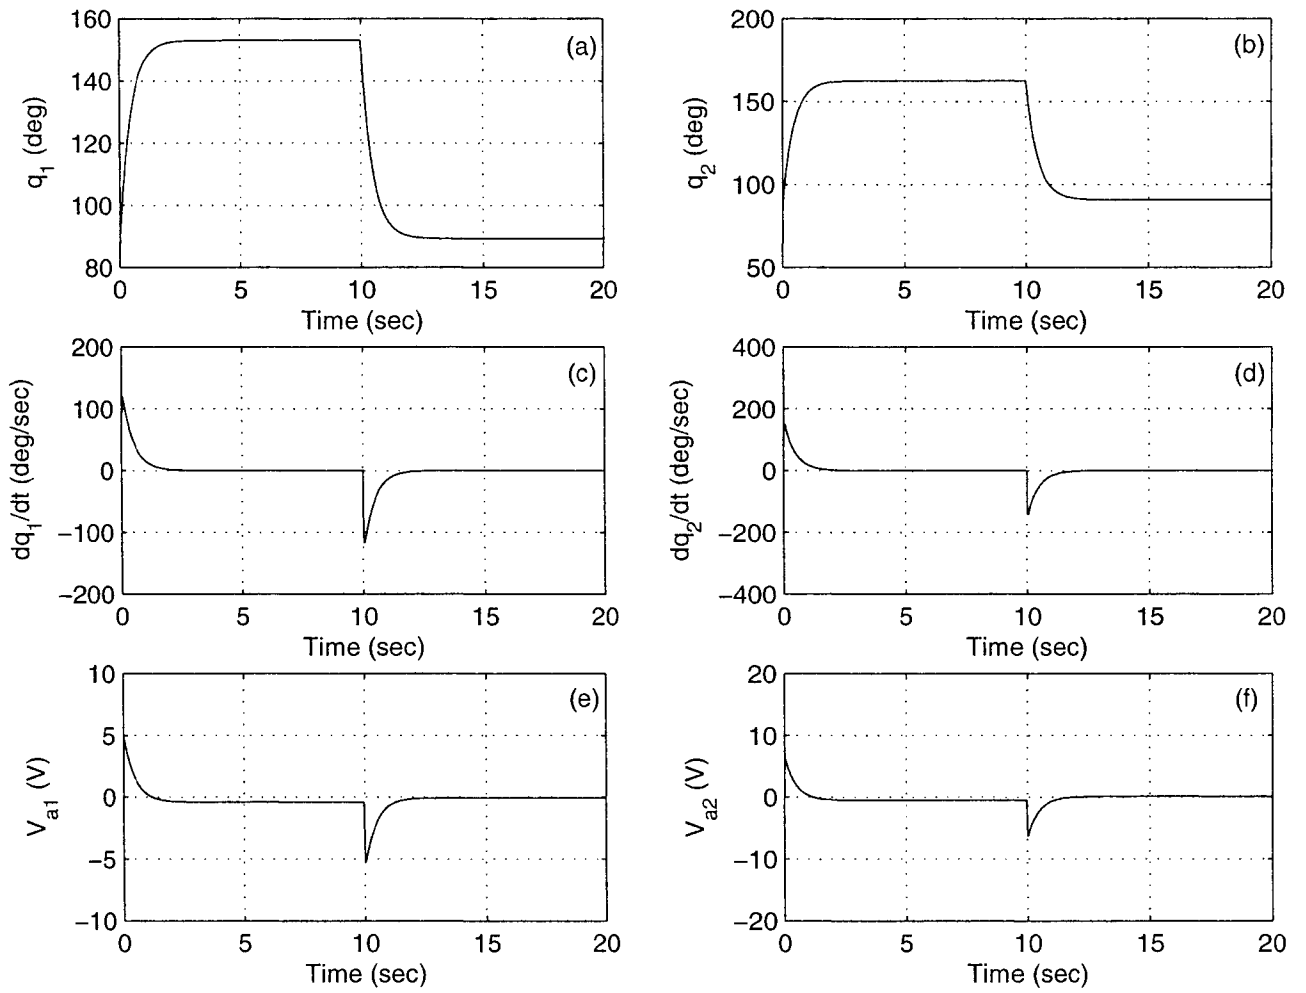 160
140
120
100
80
q1 (deg)
(a)
0 5 10 15 20
Time (sec)
200
150
100
50
q2 (deg)
(b)
0 5 10 15 20
Time (sec)
200
100
0
−100
−200
dq1/dt (deg/sec)
(c)
0 5 10 15 20
Time (sec)
400
200
0
−200
−400
dq2/dt (deg/sec)
(d)
0 5 10 15 20
Time (sec)
10
5
0
−5
−10
Va1 (V)
(e)
0 5 10 15 20
Time (sec)
20
10
0
−10
−20
Va2 (V)
(f)
0 5 10 15 20
Time (sec)